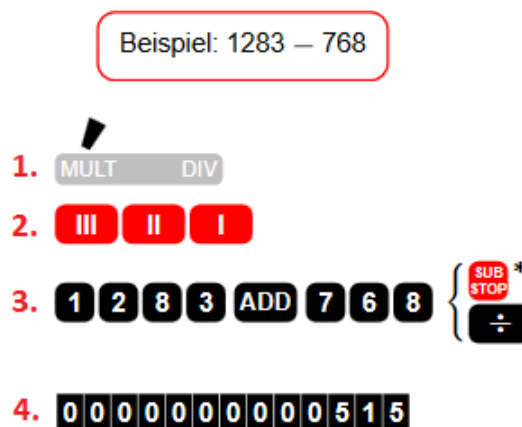 Beispiel: 1283 – 768
1. MULT DIV
2. III II I
3. 1 2 8 3 ADD 7 6 8 { SUB STOP * ÷
4. 0 0 0 0 0 0 0 0 0 0 5 1 5